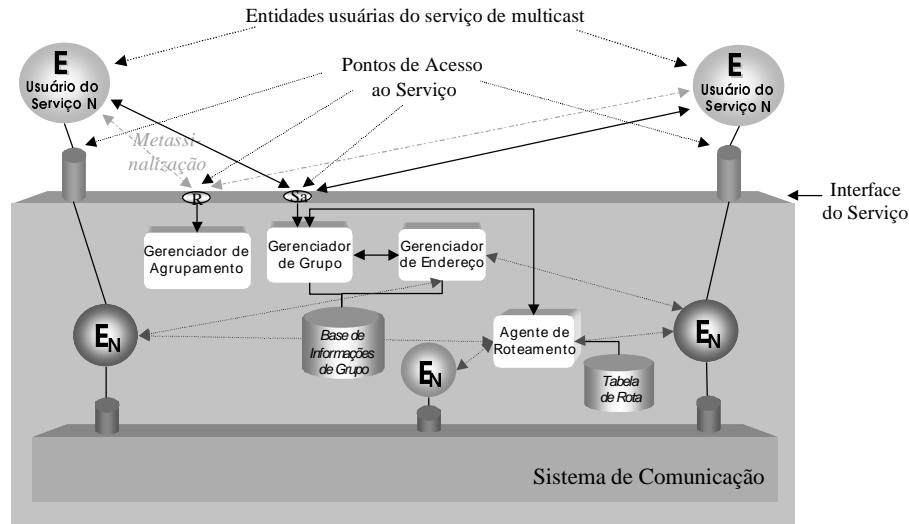 Entidades usuárias do serviço de multicast
E
Usuário do
Serviço N
Pontos de Acesso
ao Serviço
E
Usuário do
Serviço N
Metassi
nalização
R
Sa
Interface
do Serviço
Gerenciador de
Agrupamento
Gerenciador
de Grupo
Gerenciador
de Endereço
EN
Base de
Informações
de Grupo
EN
Agente de
Roteamento
EN
Tabela
de Rota
Sistema de Comunicação